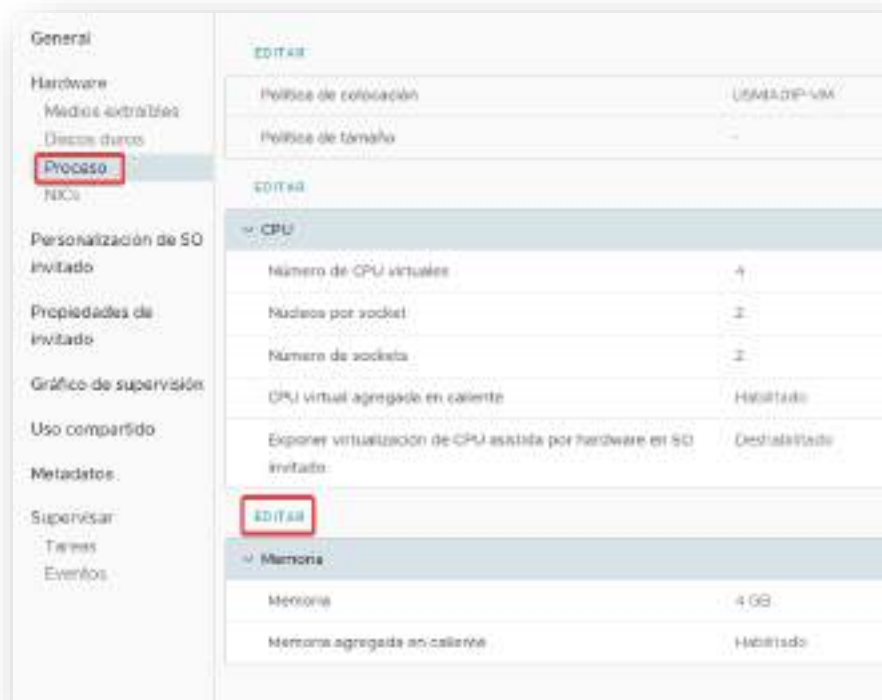 General
Hardware
Medios extraíbles
Discos duros
Proceso
NICs
Personalización de SO
invitado
Propiedades de
invitado
Gráfico de supervisión
Uso compartido
Metadatos
Supervisar
Tareas
Eventos
EDITAR
Política de colocación
Política de tamaño -
EDITAR
CPU
Número de CPU virtuales 4
Núcleos por socket 2
Número de sockets 2
CPU virtual agregada en caliente Habilitado
Exponer virtualización de CPU asistida por hardware en SO Deshabilitado
invitado
EDITAR
Memoria
Memoria 4 GB
Memoria agregada en caliente Habilitado